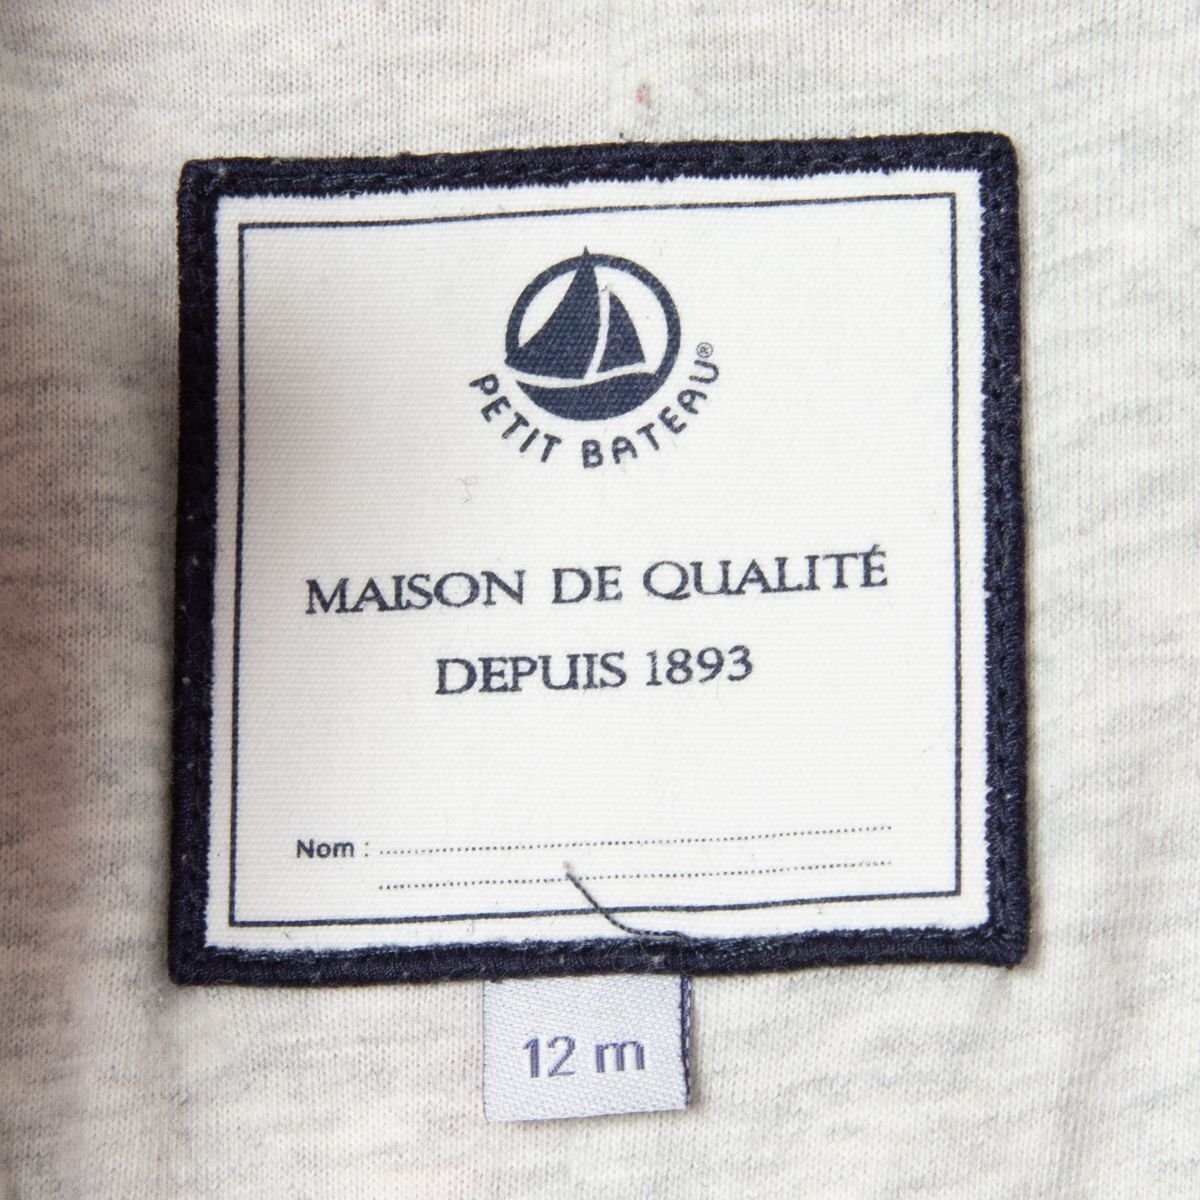 PETIT BATEAU®
MAISON DE QUALITÉ
DEPUIS 1893
Nom :
12 m